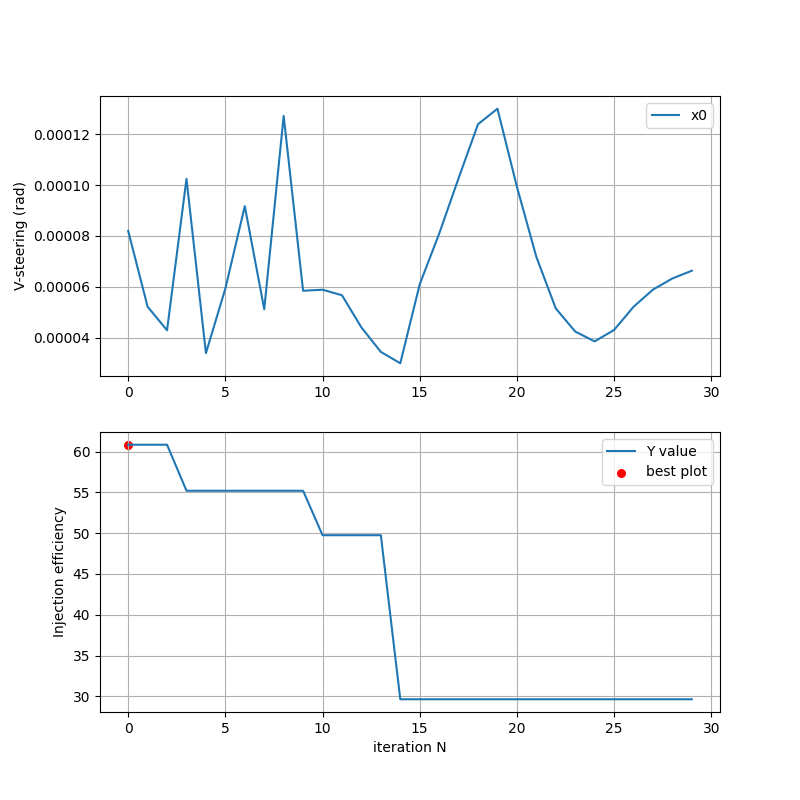 x0
V-steering (rad)
0.00012
0.00010
0.00008
0.00006
0.00004
0 5 10 15 20 25 30
Y value
best plot
Injection efficiency
60
55
50
45
40
35
30
0 5 10 15 20 25 30
iteration N